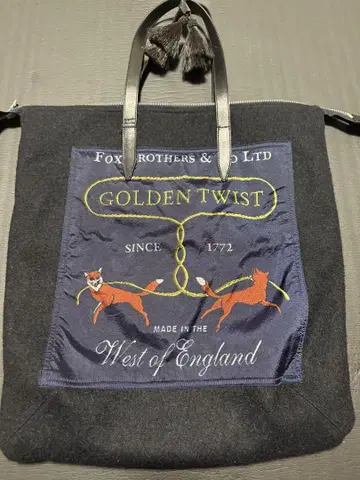 FOX BROTHERS & CO LTD
GOLDEN TWIST
SINCE 1772
MADE IN THE
West of England